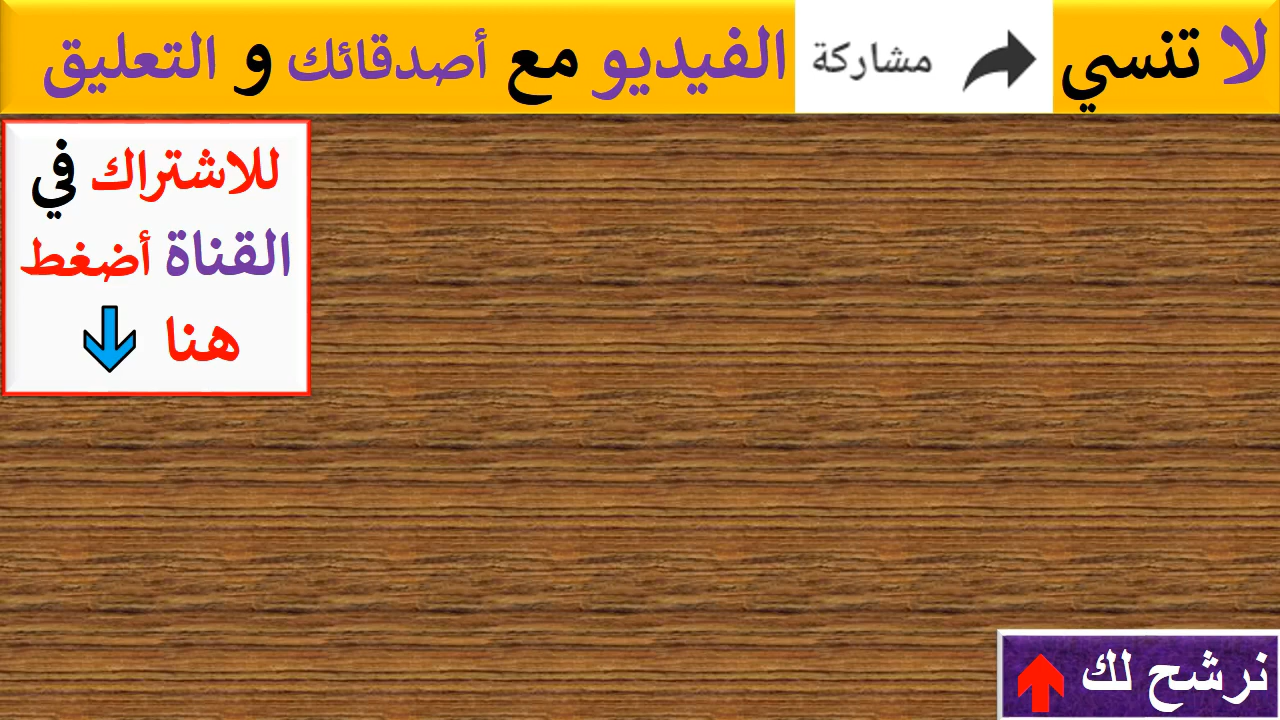 لا تنسي مشاركة الفيديو مع أصدقائك و التعليق
للاشتراك في
القناة أضغط
هنا
نرشح لك